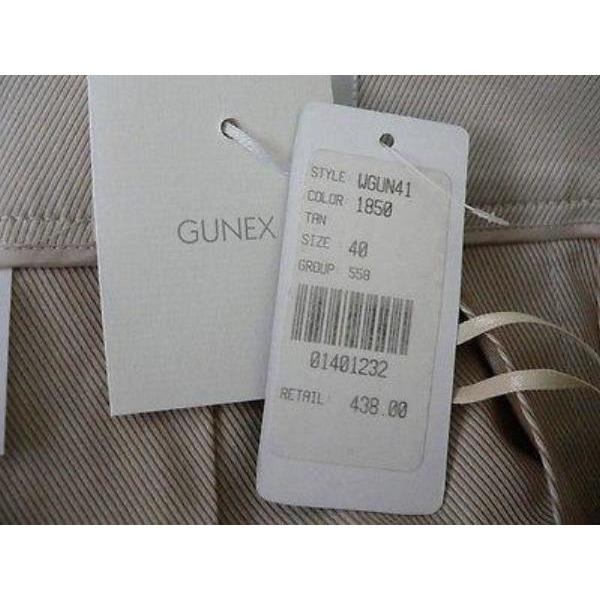 GUNEX
STYLE WGUN41
COLOR 1850
TAN
SIZE 40
GROUP 558
01401232
RETAIL: 438.00